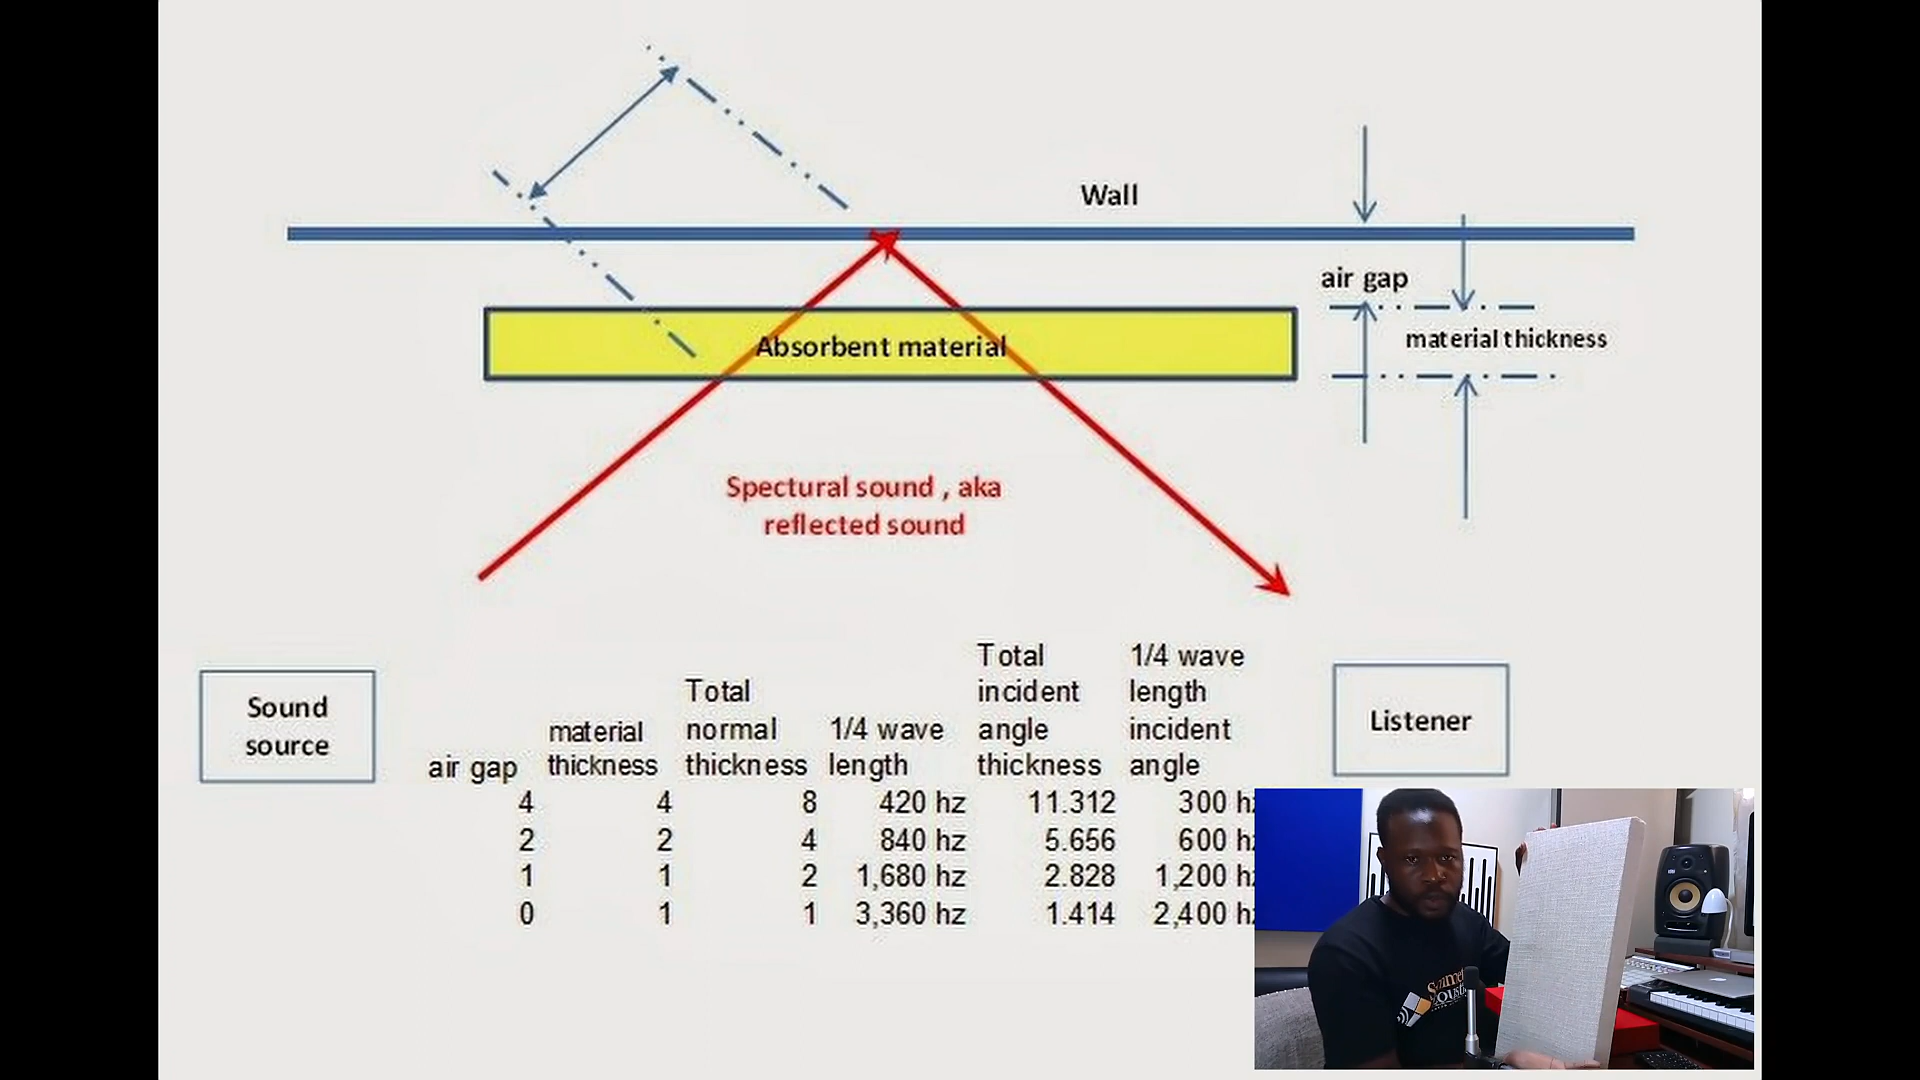 Wall
air gap
material thickness
Absorbent material
Spectural sound , aka
reflected sound
Sound
source
Listener
air gap material thickness Total normal thickness 1/4 wave length Total incident angle thickness 1/4 wave length incident angle
4 4 8 420 hz 11.312 300 h
2 2 4 840 hz 5.656 600 h
1 1 2 1,680 hz 2.828 1,200 h
0 1 1 3,360 hz 1.414 2,400 h